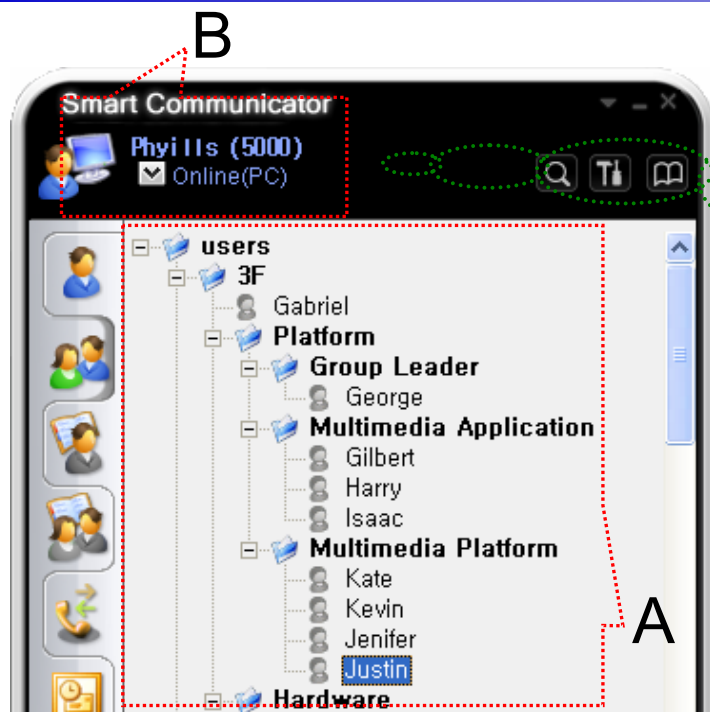 B
Smart Communicator
Phyills (5000)
Online(PC)
users
3F
Gabriel
Platform
Group Leader
George
Multimedia Application
Gilbert
Harry
Isaac
Multimedia Platform
Kate
Kevin
Jenifer
A
Justin
Hardware